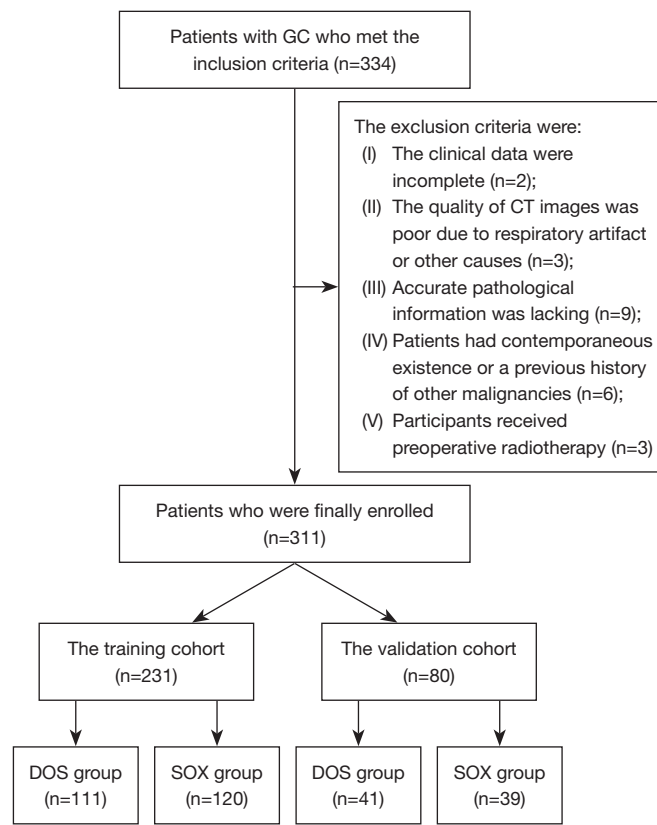 Patients with GC who met the
inclusion criteria (n=334)
The exclusion criteria were:
(I) The clinical data were
incomplete (n=2);
(II) The quality of CT images was
poor due to respiratory artifact
or other causes (n=3);
(III) Accurate pathological
information was lacking (n=9);
(IV) Patients had contemporaneous
existence or a previous history
of other malignancies (n=6);
(V) Participants received
preoperative radiotherapy (n=3)
Patients who were finally enrolled
(n=311)
The training cohort
(n=231)
The validation cohort
(n=80)
DOS group
(n=111)
SOX group
(n=120)
DOS group
(n=41)
SOX group
(n=39)